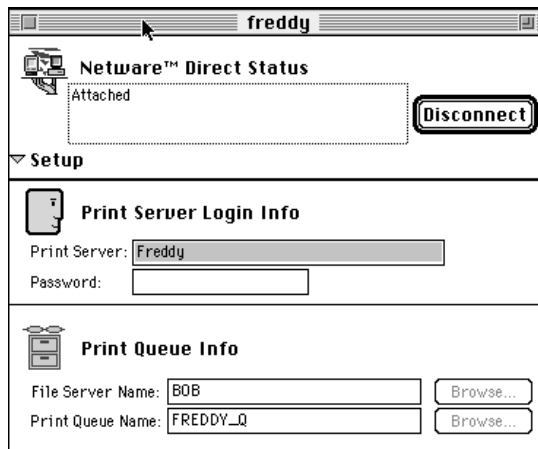 freddy
Netware™ Direct Status
Attached
Disconnect
Setup
Print Server Login Info
Print Server: Freddy
Password:
Print Queue Info
File Server Name: BOB Browse...
Print Queue Name: FREDDY_Q Browse...